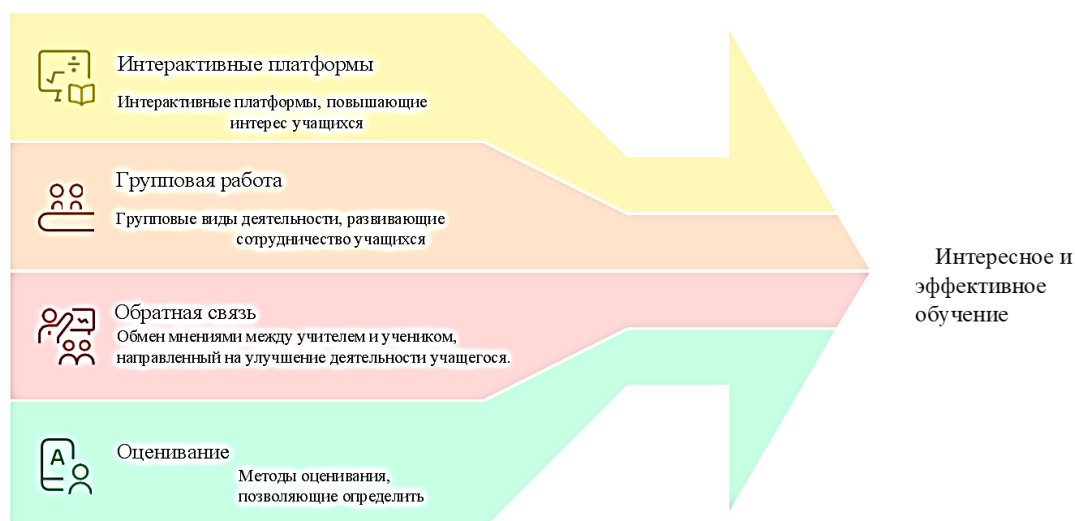 Интерактивные платформы
Интерактивные платформы, повышающие
интерес учащихся
Групповая работа
Групповые виды деятельности, развивающие
сотрудничество учащихся
Обратная связь
Обмен мнениями между учителем и учеником,
направленный на улучшение деятельности учащегося.
A
Оценивание
Методы оценивания,
позволяющие определить
Интересное и
эффективное
обучение